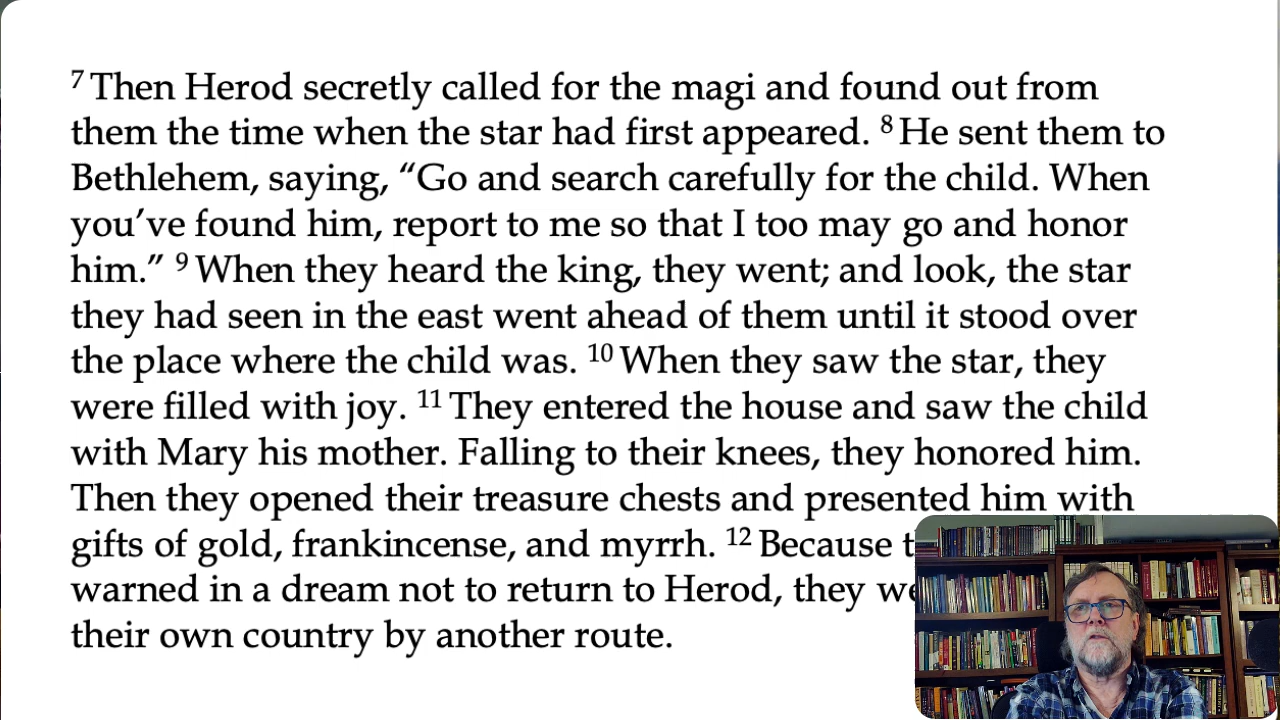 7 Then Herod secretly called for the magi and found out from
them the time when the star had first appeared. 8 He sent them to
Bethlehem, saying, “Go and search carefully for the child. When
you’ve found him, report to me so that I too may go and honor
him.” 9 When they heard the king, they went; and look, the star
they had seen in the east went ahead of them until it stood over
the place where the child was. 10 When they saw the star, they
were filled with joy. 11 They entered the house and saw the child
with Mary his mother. Falling to their knees, they honored him.
Then they opened their treasure chests and presented him with
gifts of gold, frankincense, and myrrh. 12 Because
warned in a dream not to return to Herod, they
their own country by another route.